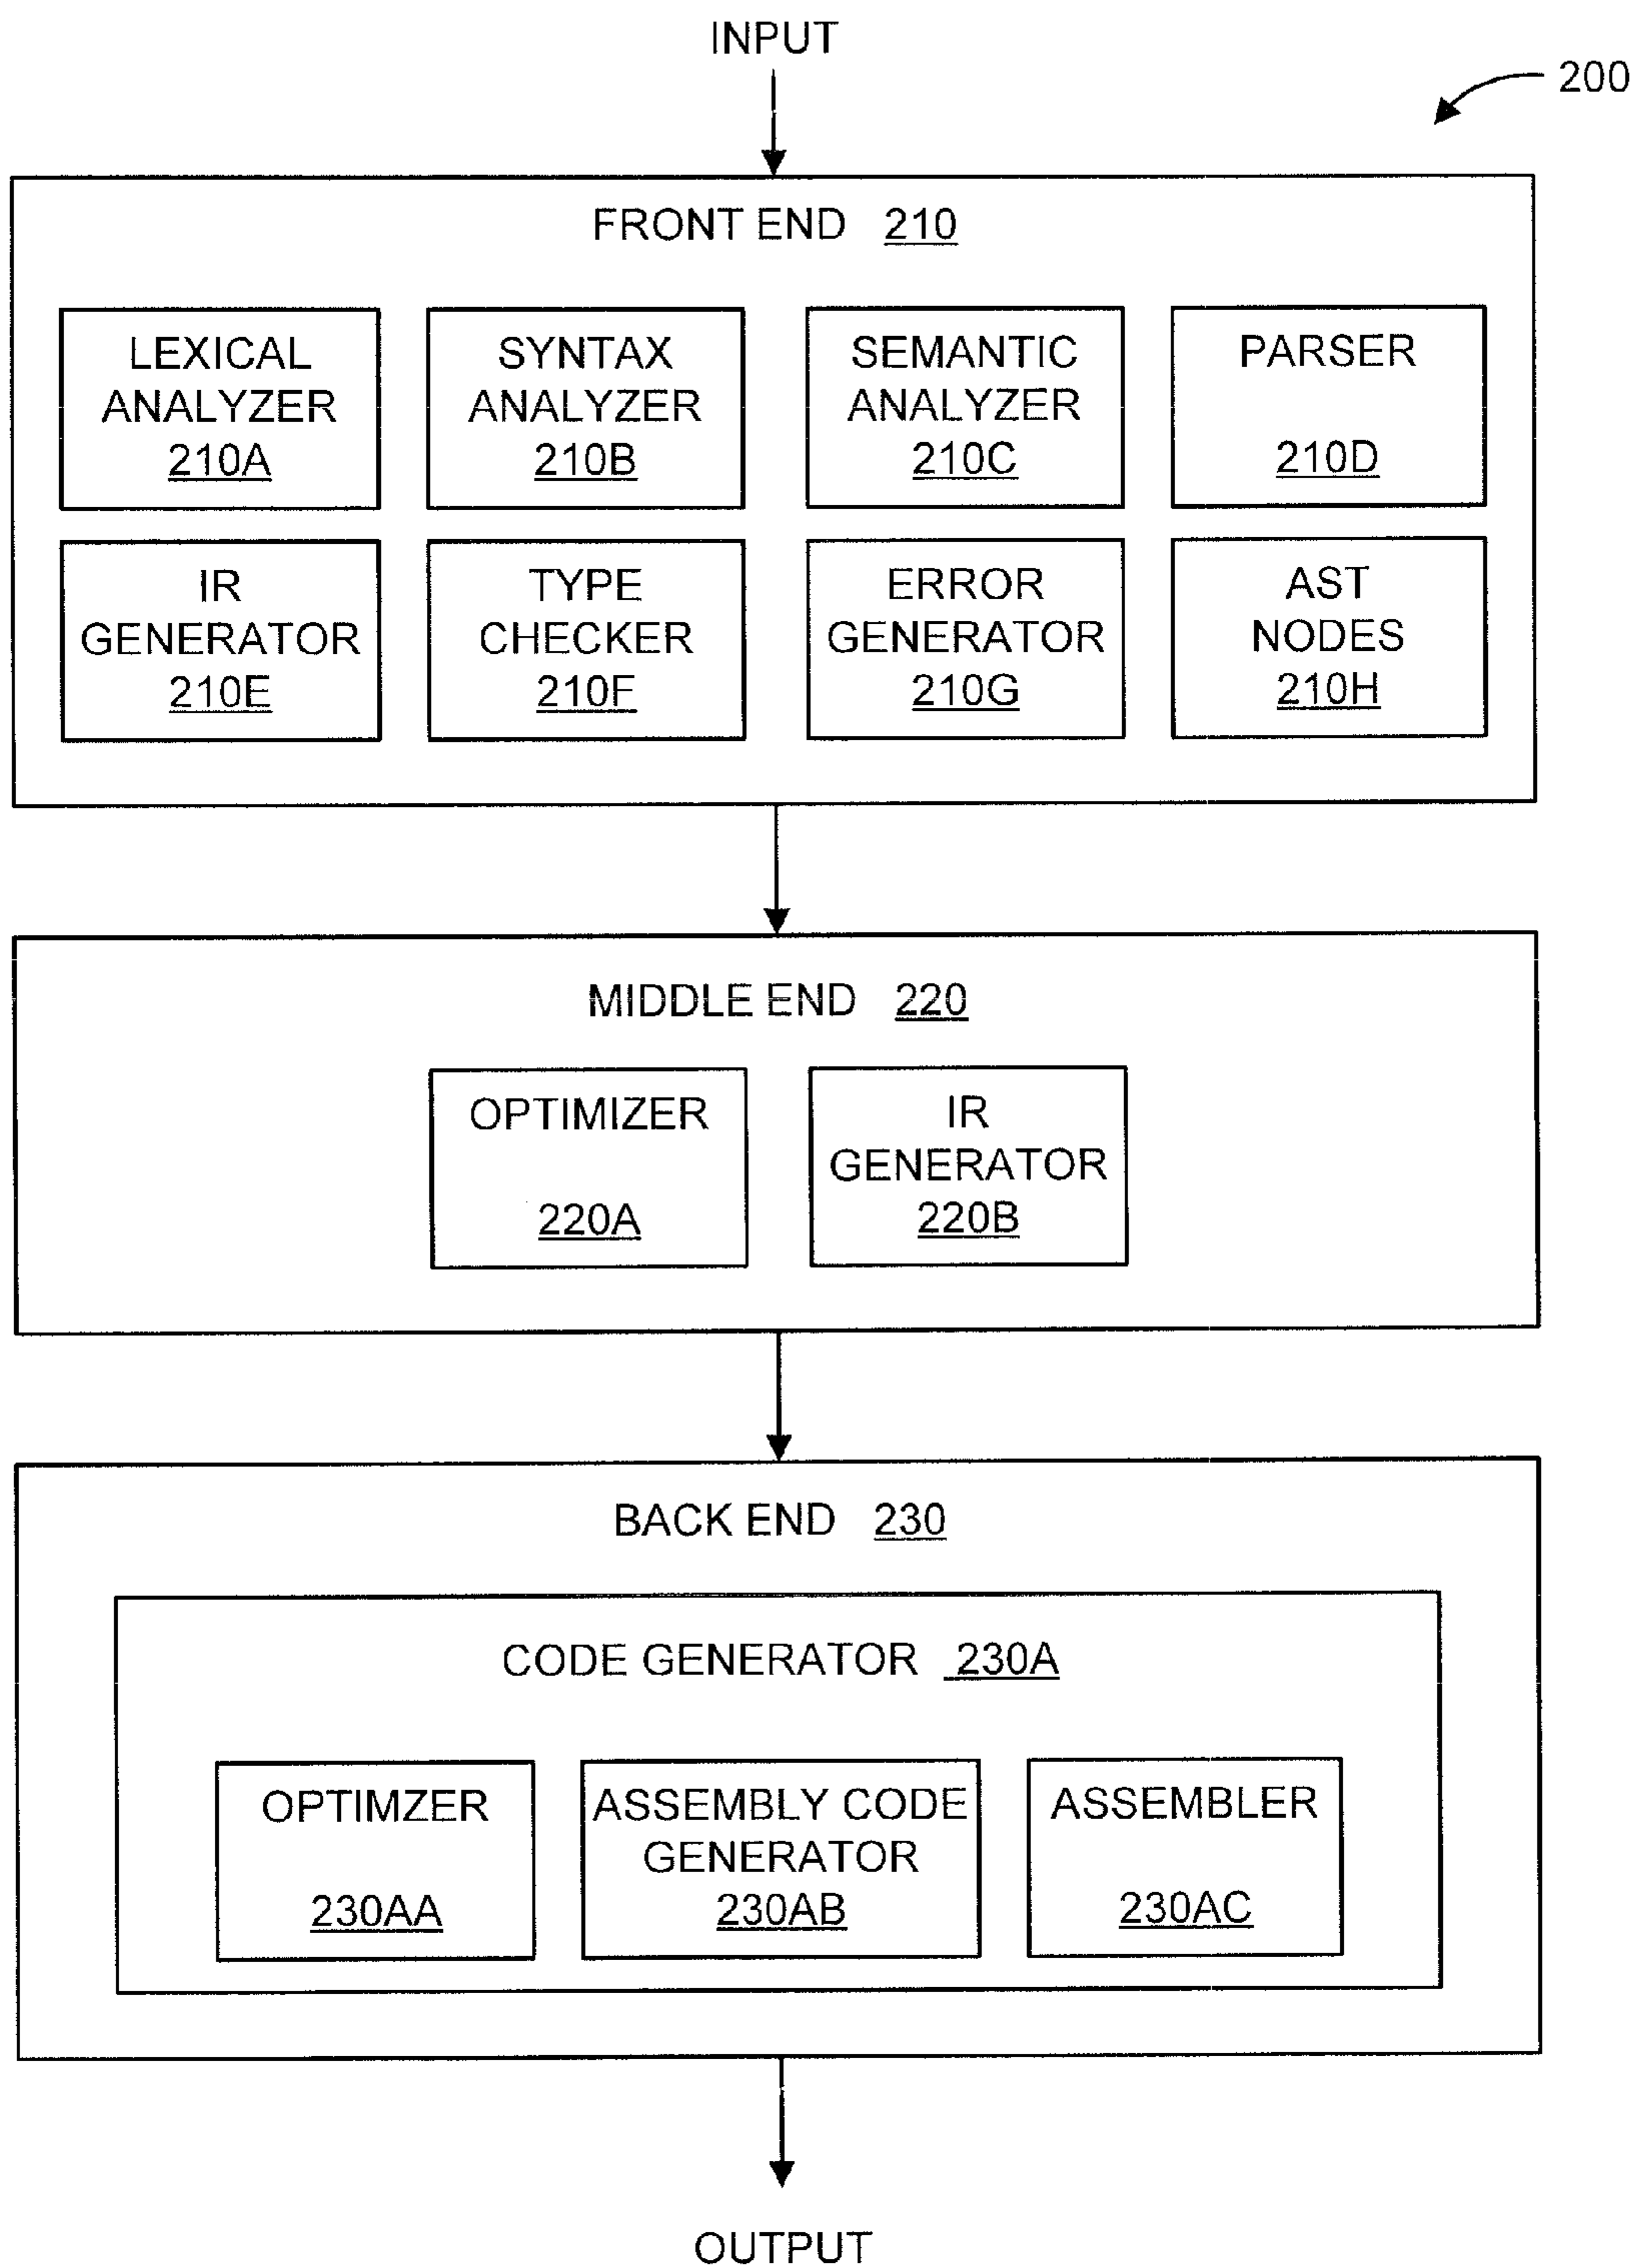 INPUT
200
FRONT END 210
LEXICAL
ANALYZER
210A
SYNTAX
ANALYZER
210B
SEMANTIC
ANALYZER
210C
PARSER
210D
IR
GENERATOR
210E
TYPE
CHECKER
210F
ERROR
GENERATOR
210G
AST
NODES
210H
MIDDLE END 220
OPTIMIZER
220A
IR
GENERATOR
220B
BACK END 230
CODE GENERATOR 230A
OPTIMZER
230AA
ASSEMBLY CODE
GENERATOR
230AB
ASSEMBLER
230AC
OUTPUT